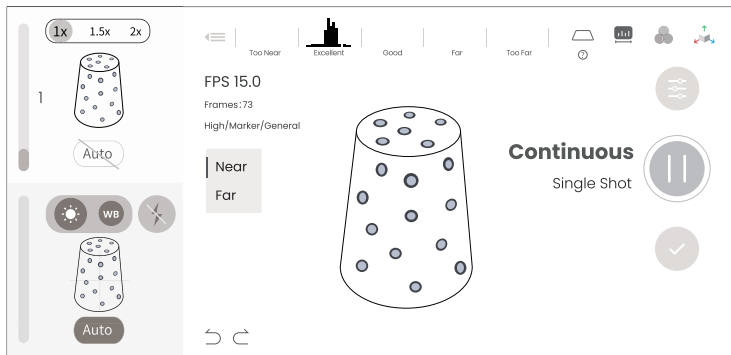 1x 1.5x 2x
1
Auto
WB
Auto
Too Near Excellent Good Far Too Far
?
FPS 15.0
Frames:73
High/Marker/General
Near
Far
Continuous
Single Shot